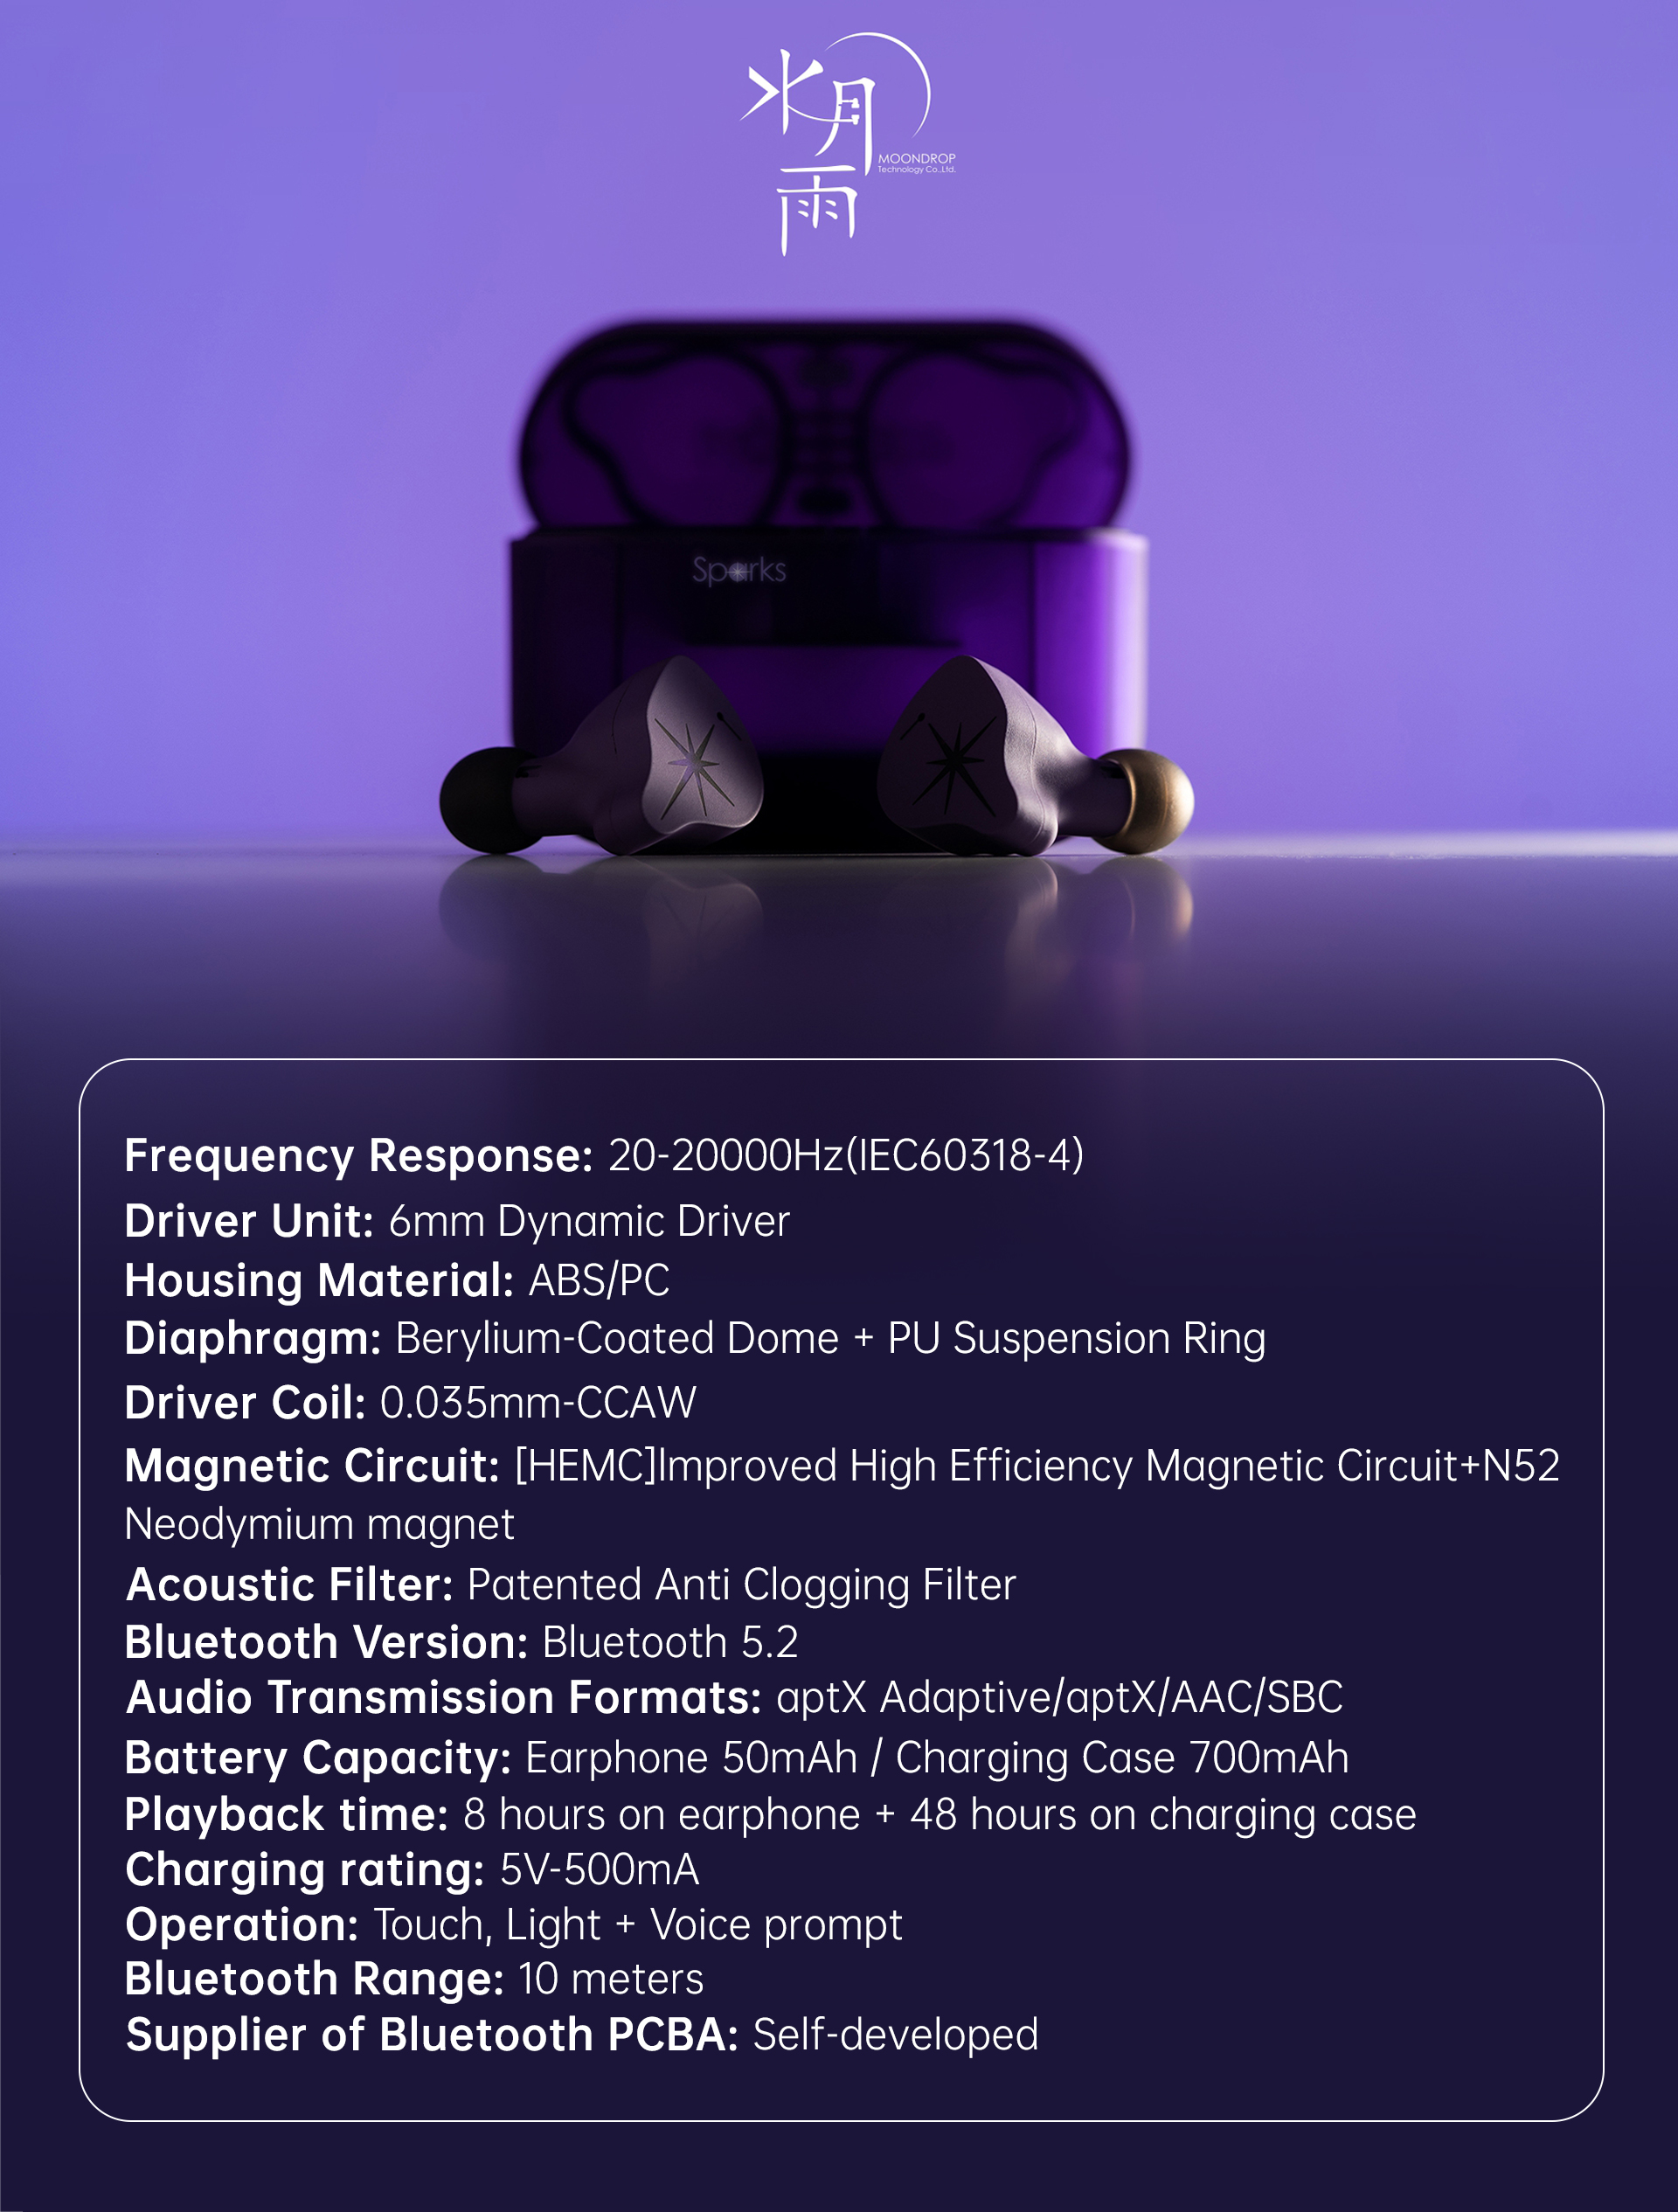 水月雨
MOONDROP
Technology Co.,Ltd.
Sparks
Frequency Response: 20-20000Hz(IEC60318-4)
Driver Unit: 6mm Dynamic Driver
Housing Material: ABS/PC
Diaphragm: Berylium-Coated Dome + PU Suspension Ring
Driver Coil: 0.035mm-CCAW
Magnetic Circuit: [HEMC]Improved High Efficiency Magnetic Circuit+N52
Neodymium magnet
Acoustic Filter: Patented Anti Clogging Filter
Bluetooth Version: Bluetooth 5.2
Audio Transmission Formats: aptX Adaptive/aptX/AAC/SBC
Battery Capacity: Earphone 50mAh / Charging Case 700mAh
Playback time: 8 hours on earphone + 48 hours on charging case
Charging rating: 5V-500mA
Operation: Touch, Light + Voice prompt
Bluetooth Range: 10 meters
Supplier of Bluetooth PCBA: Self-developed